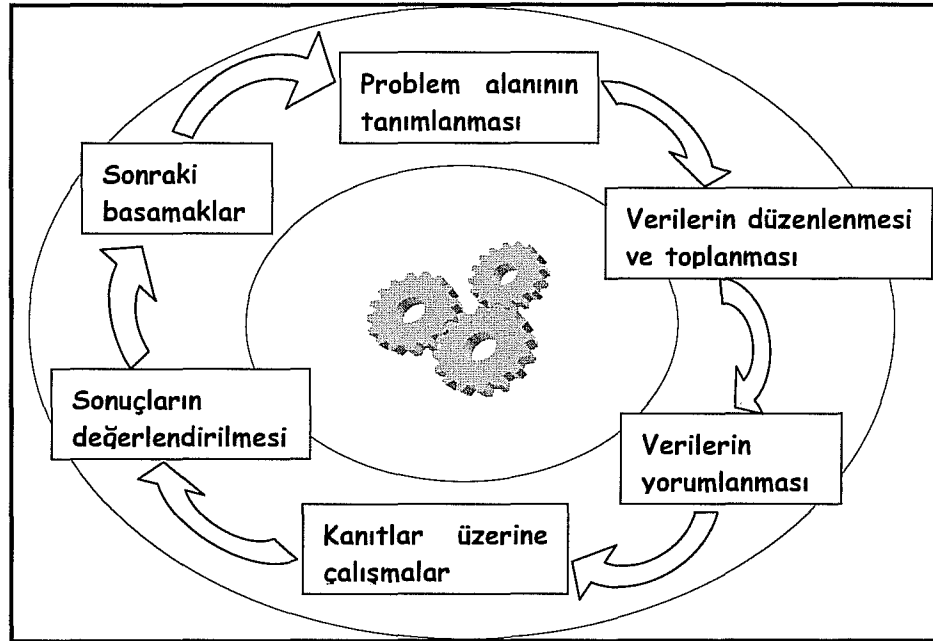 Problem alanının
tanımlanması
Verilerin düzenlenmesi
ve toplanması
Verilerin
yorumlanması
Kanıtlar üzerine
çalışmalar
Sonuçların
değerlendirilmesi
Sonraki
basamaklar